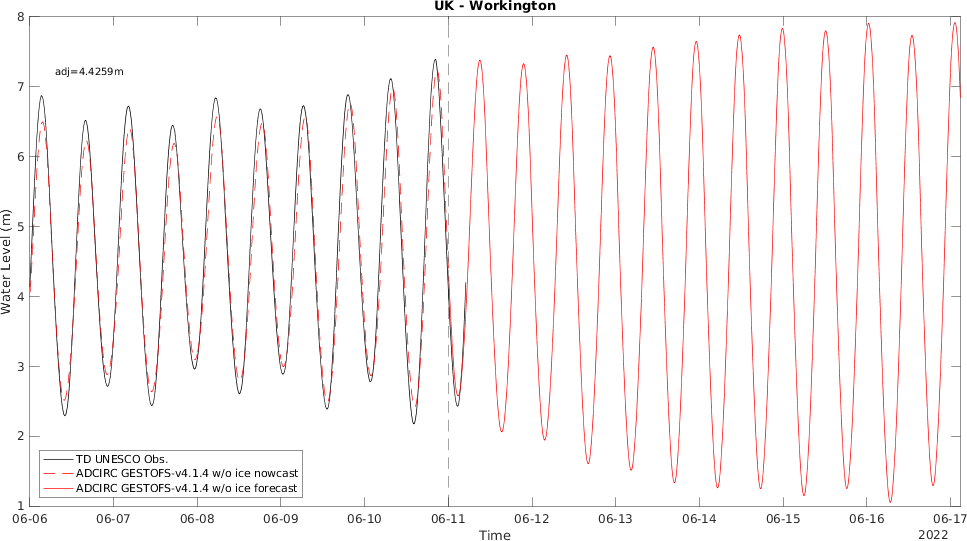 UK - Workington
8
7
6
5
4
3
2
1
Water Level (m)
adj=4.4259m
TD UNESCO Obs.
ADCIRC GESTOFS-v4.1.4 w/o ice nowcast
ADCIRC GESTOFS-v4.1.4 w/o ice forecast
06-06 06-07 06-08 06-09 06-10 06-11 06-12 06-13 06-14 06-15 06-16 06-17
Time
2022